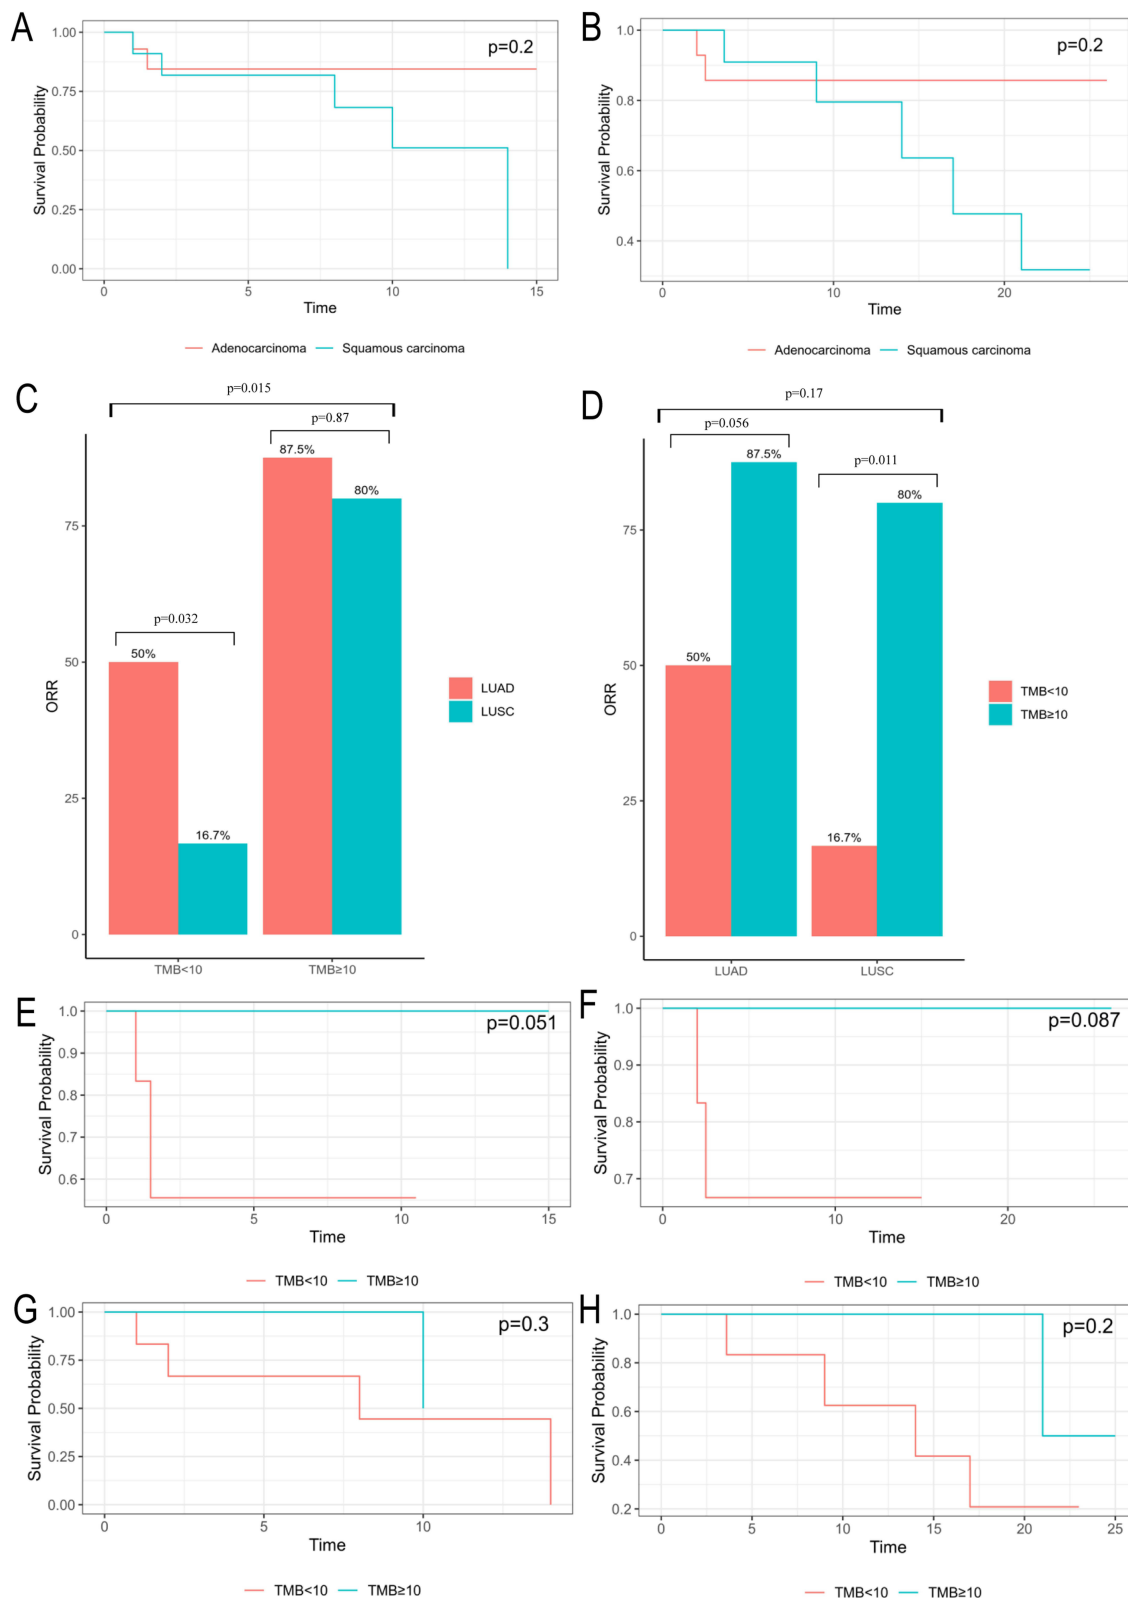 A
1.00
0.75
0.50
0.25
0.00
Survival Probability
p=0.2
0 5 10 15
Time
Adenocarcinoma Squamous carcinoma
B
1.0
0.8
0.6
0.4
Survival Probability
p=0.2
0 10 20
Time
Adenocarcinoma Squamous carcinoma
C
p=0.015
p=0.87
87.5%
80%
p=0.032
50%
16.7%
75
50
25
0
ORR
TMB<10 TMB≥10
LUAD
LUSC
D
p=0.17
p=0.056
87.5%
p=0.011
80%
50%
16.7%
75
50
25
0
ORR
LUAD LUSC
TMB<10
TMB≥10
E
1.0
0.9
0.8
0.7
0.6
Survival Probability
p=0.051
0 5 10 15
Time
TMB<10 TMB≥10
F
1.0
0.9
0.8
0.7
Survival Probability
p=0.087
0 10 20
Time
TMB<10 TMB≥10
G
1.00
0.75
0.50
0.25
0.00
Survival Probability
p=0.3
0 5 10
Time
TMB<10 TMB≥10
H
1.0
0.8
0.6
0.4
0.2
Survival Probability
p=0.2
0 5 10 15 20 25
Time
TMB<10 TMB≥10